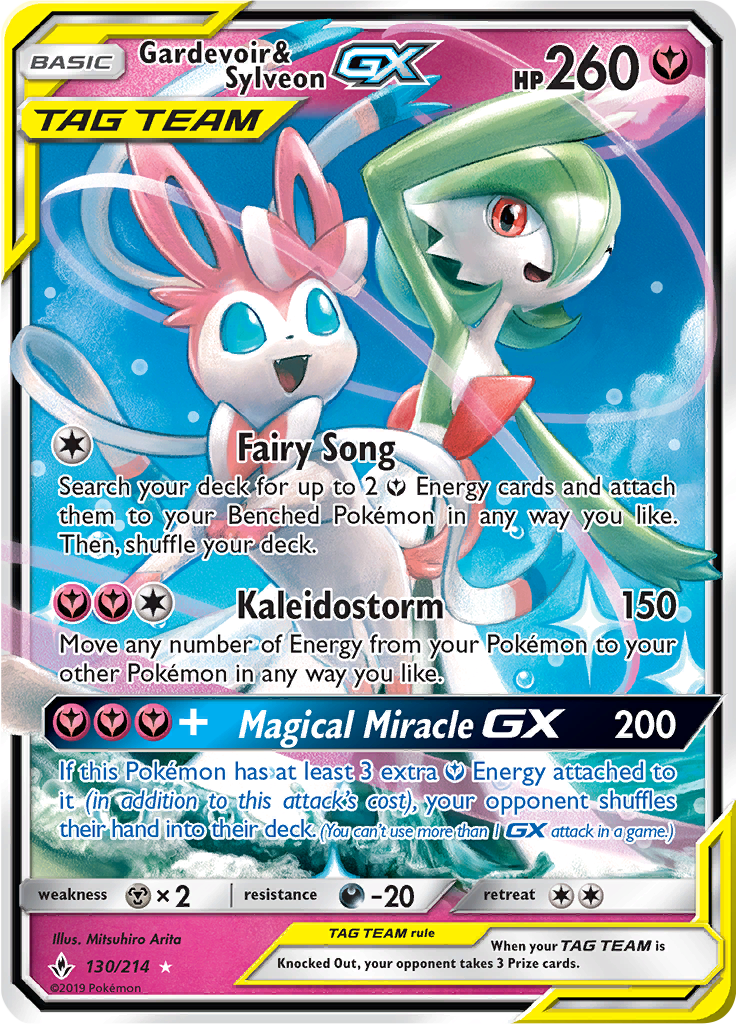 BASIC
Gardevoir&
Sylveon GX
HP260
TAG TEAM
Fairy Song
Search your deck for up to 2 Energy cards and attach
them to your Benched Pokémon in any way you like.
Then, shuffle your deck.
Kaleidostorm 150
Move any number of Energy from your Pokémon to your
other Pokémon in any way you like.
+ Magical Miracle GX 200
If this Pokémon has at least 3 extra Energy attached to
it (in addition to this attack's cost), your opponent shuffles
their hand into their deck. (You can't use more than 1 GX attack in a game.)
weakness ×2 resistance -20 retreat
Illus. Mitsuhiro Arita
130/214
©2019 Pokémon
TAG TEAM rule
When your TAG TEAM is
Knocked Out, your opponent takes 3 Prize cards.